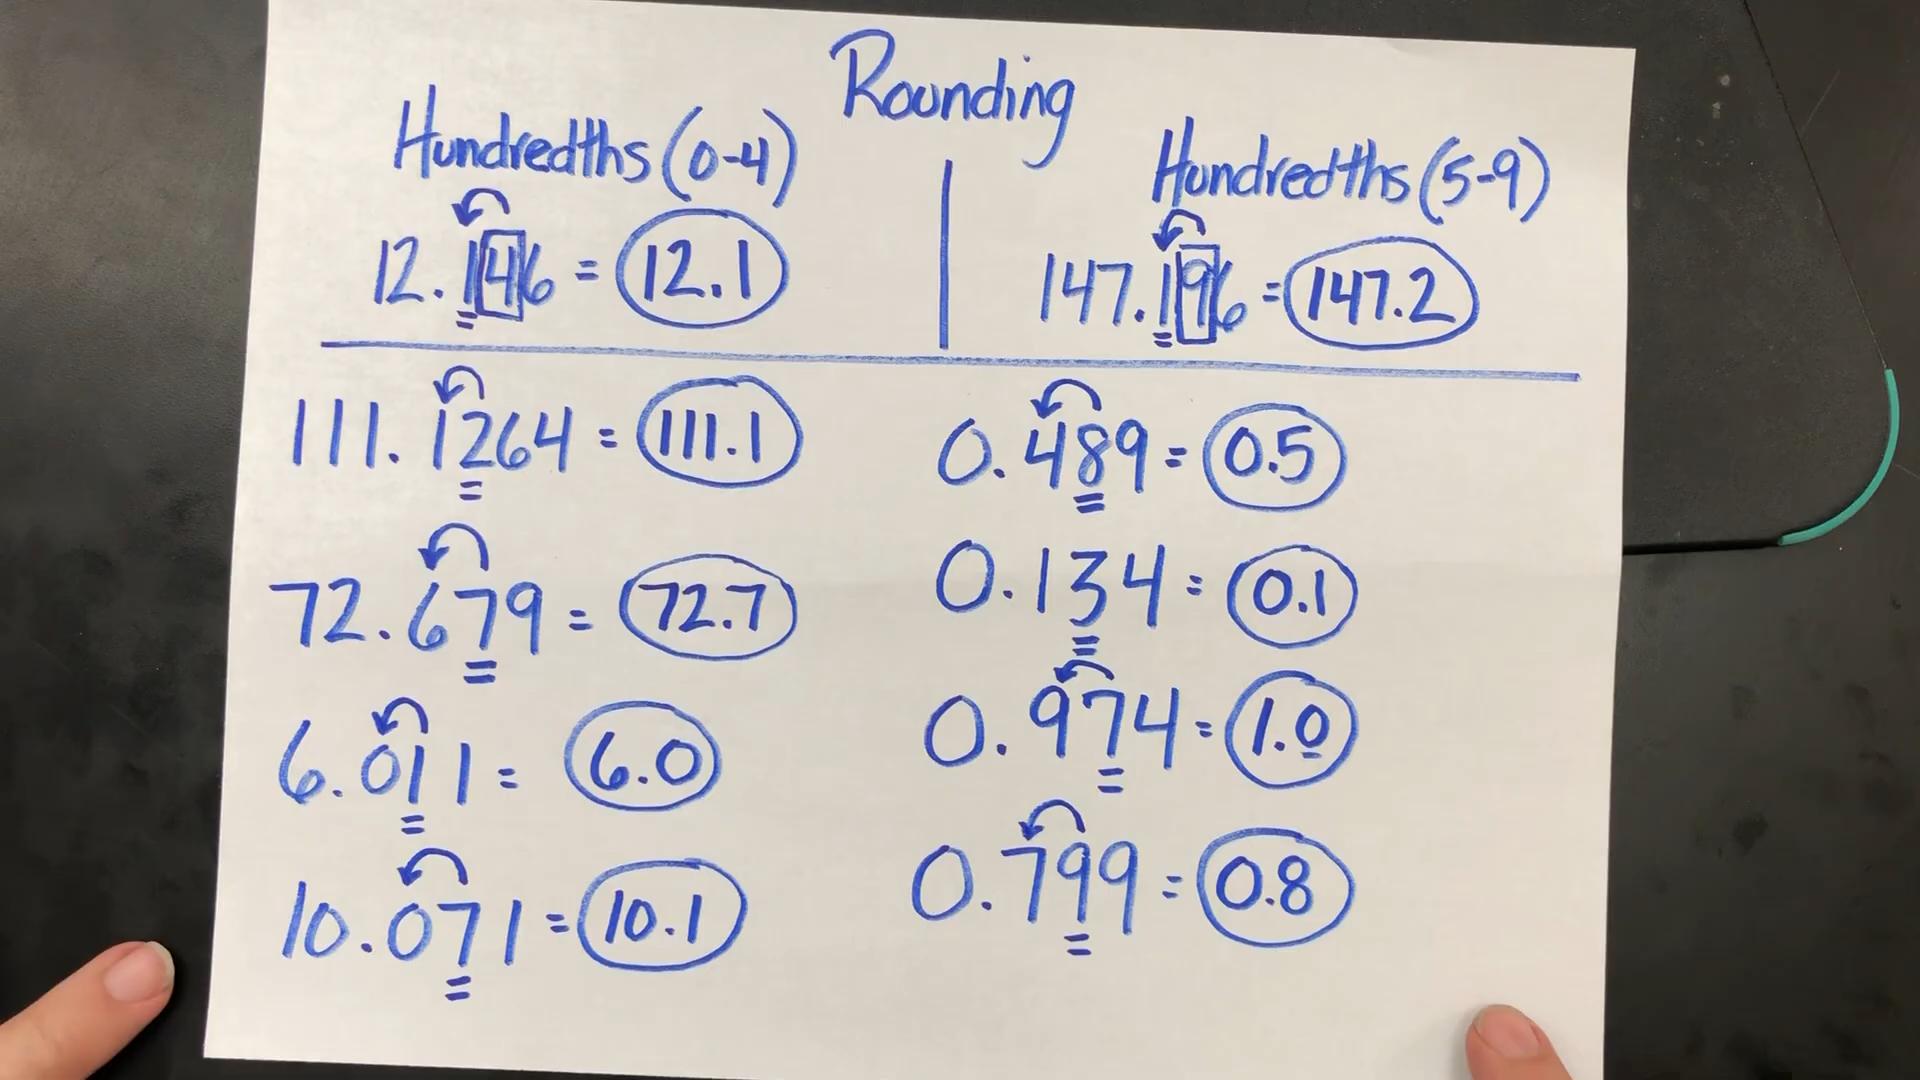 Rounding
Hundredths (0-4)
12.146 = 12.1
Hundredths (5-9)
147.196 = 147.2
111.1264 = 111.1
72.679 = 72.7
6.011 = 6.0
10.071 = 10.1
0.489 = 0.5
0.134 = 0.1
0.974 = 1.0
0.799 = 0.8